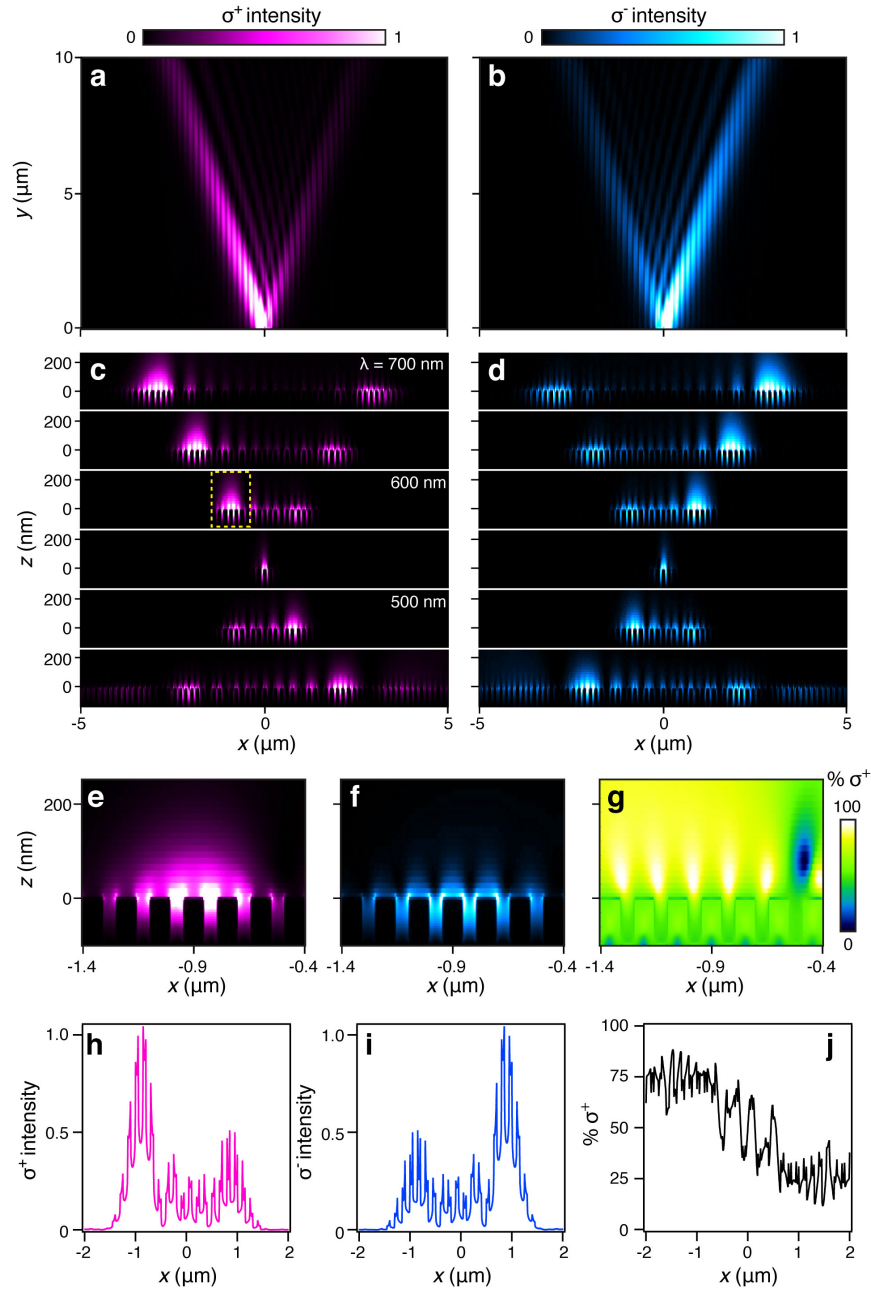 σ⁺ intensity
0 1
σ⁻ intensity
0 1
a
b
10
5
0
y (µm)
c
d
λ = 700 nm
600 nm
500 nm
200
0
200
0
200
0
200
0
200
0
200
0
z (nm)
-5 0 5
x (µm)
-5 0 5
x (µm)
e
f
g
% σ⁺
100
0
200
0
z (nm)
-1.4 -0.9 -0.4
x (µm)
-1.4 -0.9 -0.4
x (µm)
-1.4 -0.9 -0.4
x (µm)
h
1.0
0.5
0
σ⁺ intensity
-2 -1 0 1 2
x (µm)
i
1.0
0.5
0
σ⁻ intensity
-2 -1 0 1 2
x (µm)
j
100
75
50
25
0
% σ⁺
-2 -1 0 1 2
x (µm)